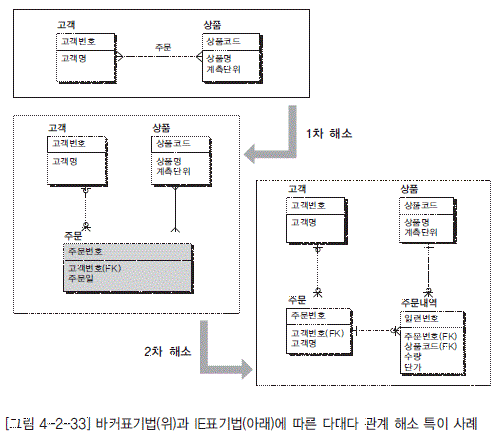 고객
상품
고객번호
상품코드
고객명
주문
상품명
계측단위
1차 해소
고객
상품
고객번호
상품코드
고객명
상품명
계측단위
주문
주문번호
고객번호(FK)
주문일
2차 해소
고객
상품
고객번호
상품코드
고객명
상품명
계측단위
주문
주문내역
주문번호
일련번호
고객번호(FK)
고객명
주문번호(FK)
상품코드(FK)
수량
단가
[그림 4-2-33] 바커표기법(위)과 IE표기법(아래)에 따른 다대다 관계 해소 특이 사례